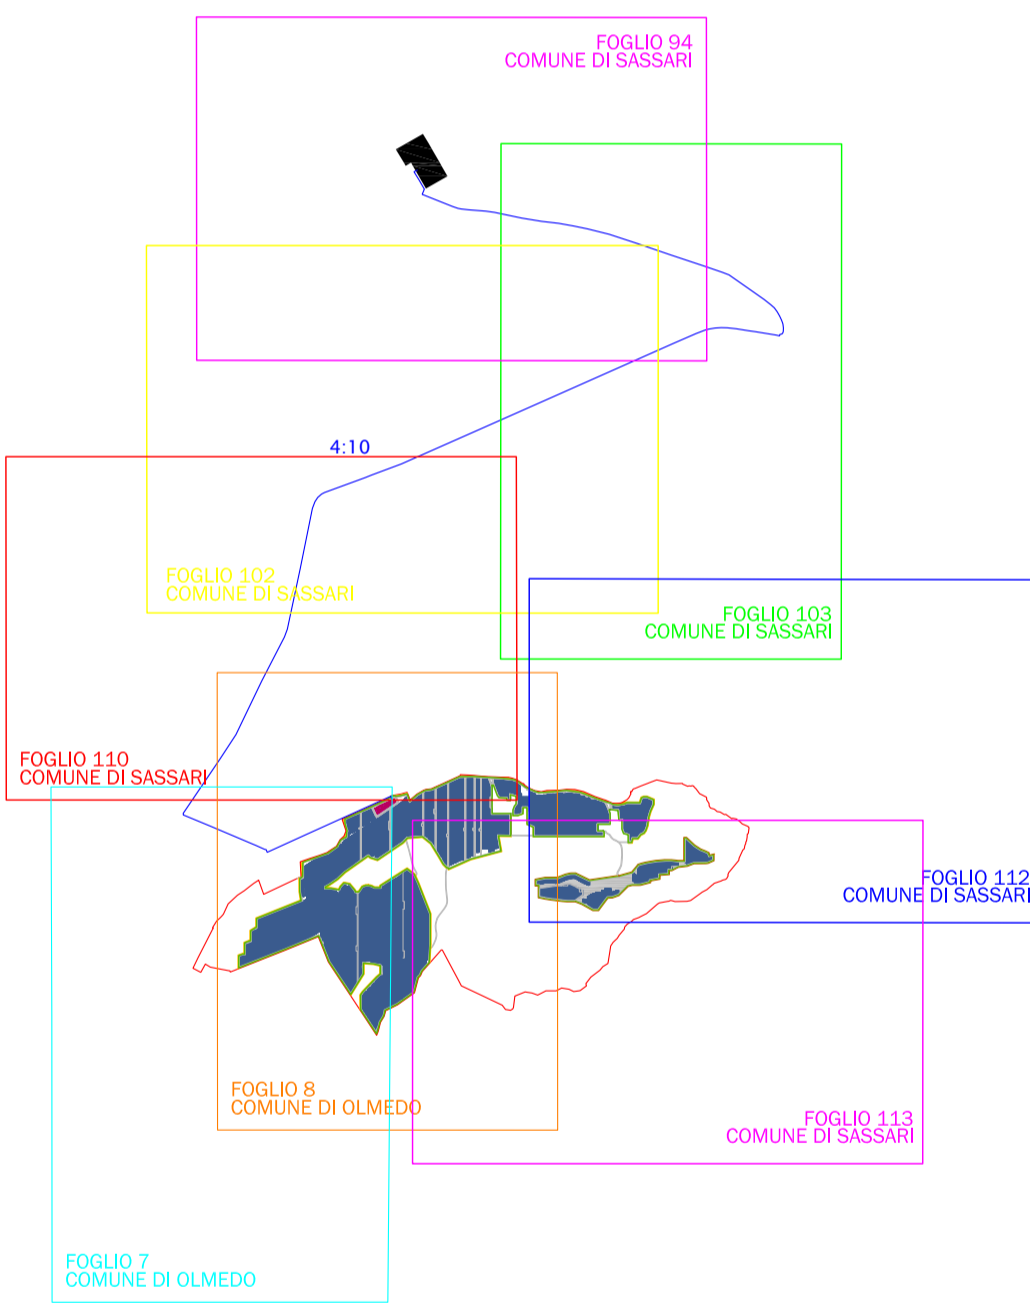 FOGLIO 94
COMUNE DI SASSARI
4:10
FOGLIO 102
COMUNE DI SASSARI
FOGLIO 103
COMUNE DI SASSARI
FOGLIO 110
COMUNE DI SASSARI
FOGLIO 112
COMUNE DI SASSARI
FOGLIO 8
COMUNE DI OLMEDO
FOGLIO 113
COMUNE DI SASSARI
FOGLIO 7
COMUNE DI OLMEDO